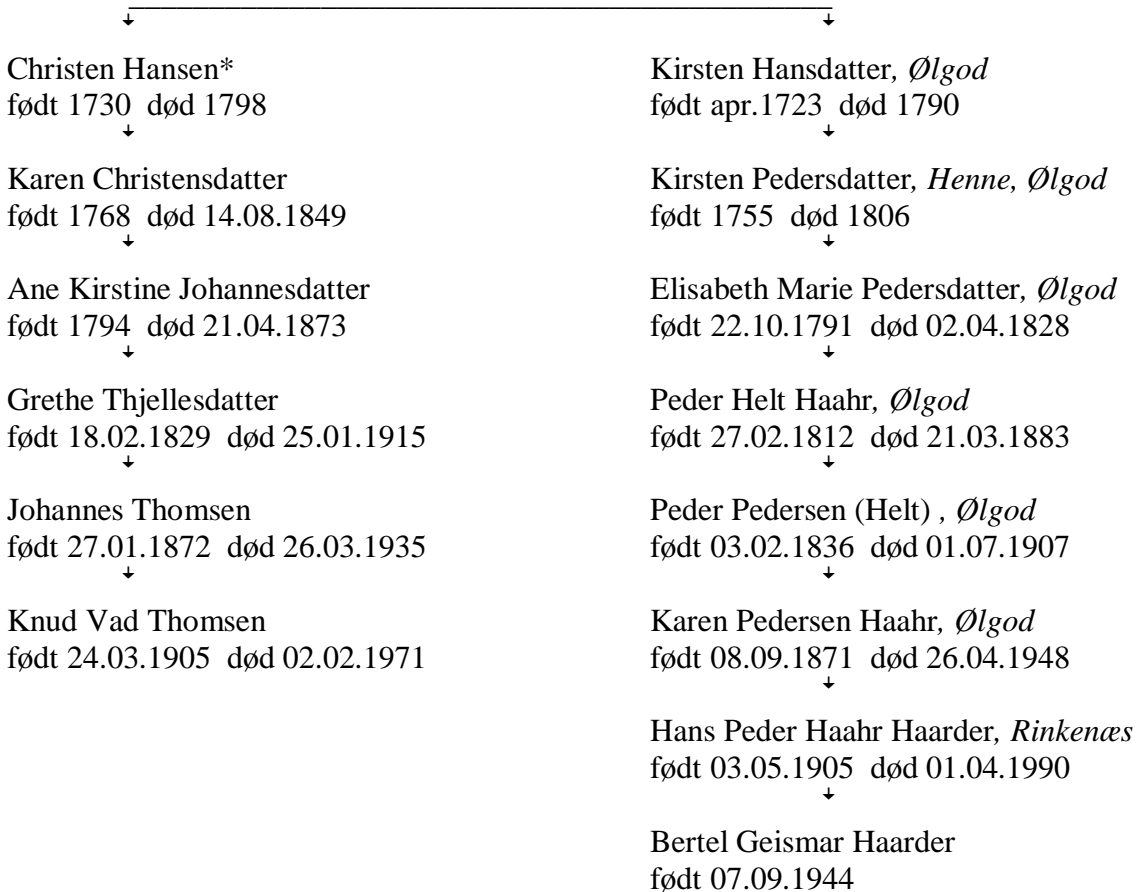 Christen Hansen*
født 1730 død 1798
Karen Christensdatter
født 1768 død 14.08.1849
Ane Kirstine Johannesdatter
født 1794 død 21.04.1873
Grethe Thjellesdatter
født 18.02.1829 død 25.01.1915
Johannes Thomsen
født 27.01.1872 død 26.03.1935
Knud Vad Thomsen
født 24.03.1905 død 02.02.1971
Kirsten Hansdatter, Ølgod
født apr.1723 død 1790
Kirsten Pedersdatter, Henne, Ølgod
født 1755 død 1806
Elisabeth Marie Pedersdatter, Ølgod
født 22.10.1791 død 02.04.1828
Peder Helt Haahr, Ølgod
født 27.02.1812 død 21.03.1883
Peder Pedersen (Helt) , Ølgod
født 03.02.1836 død 01.07.1907
Karen Pedersen Haahr, Ølgod
født 08.09.1871 død 26.04.1948
Hans Peder Haahr Haarder, Rinkenæs
født 03.05.1905 død 01.04.1990
Bertel Geismar Haarder
født 07.09.1944